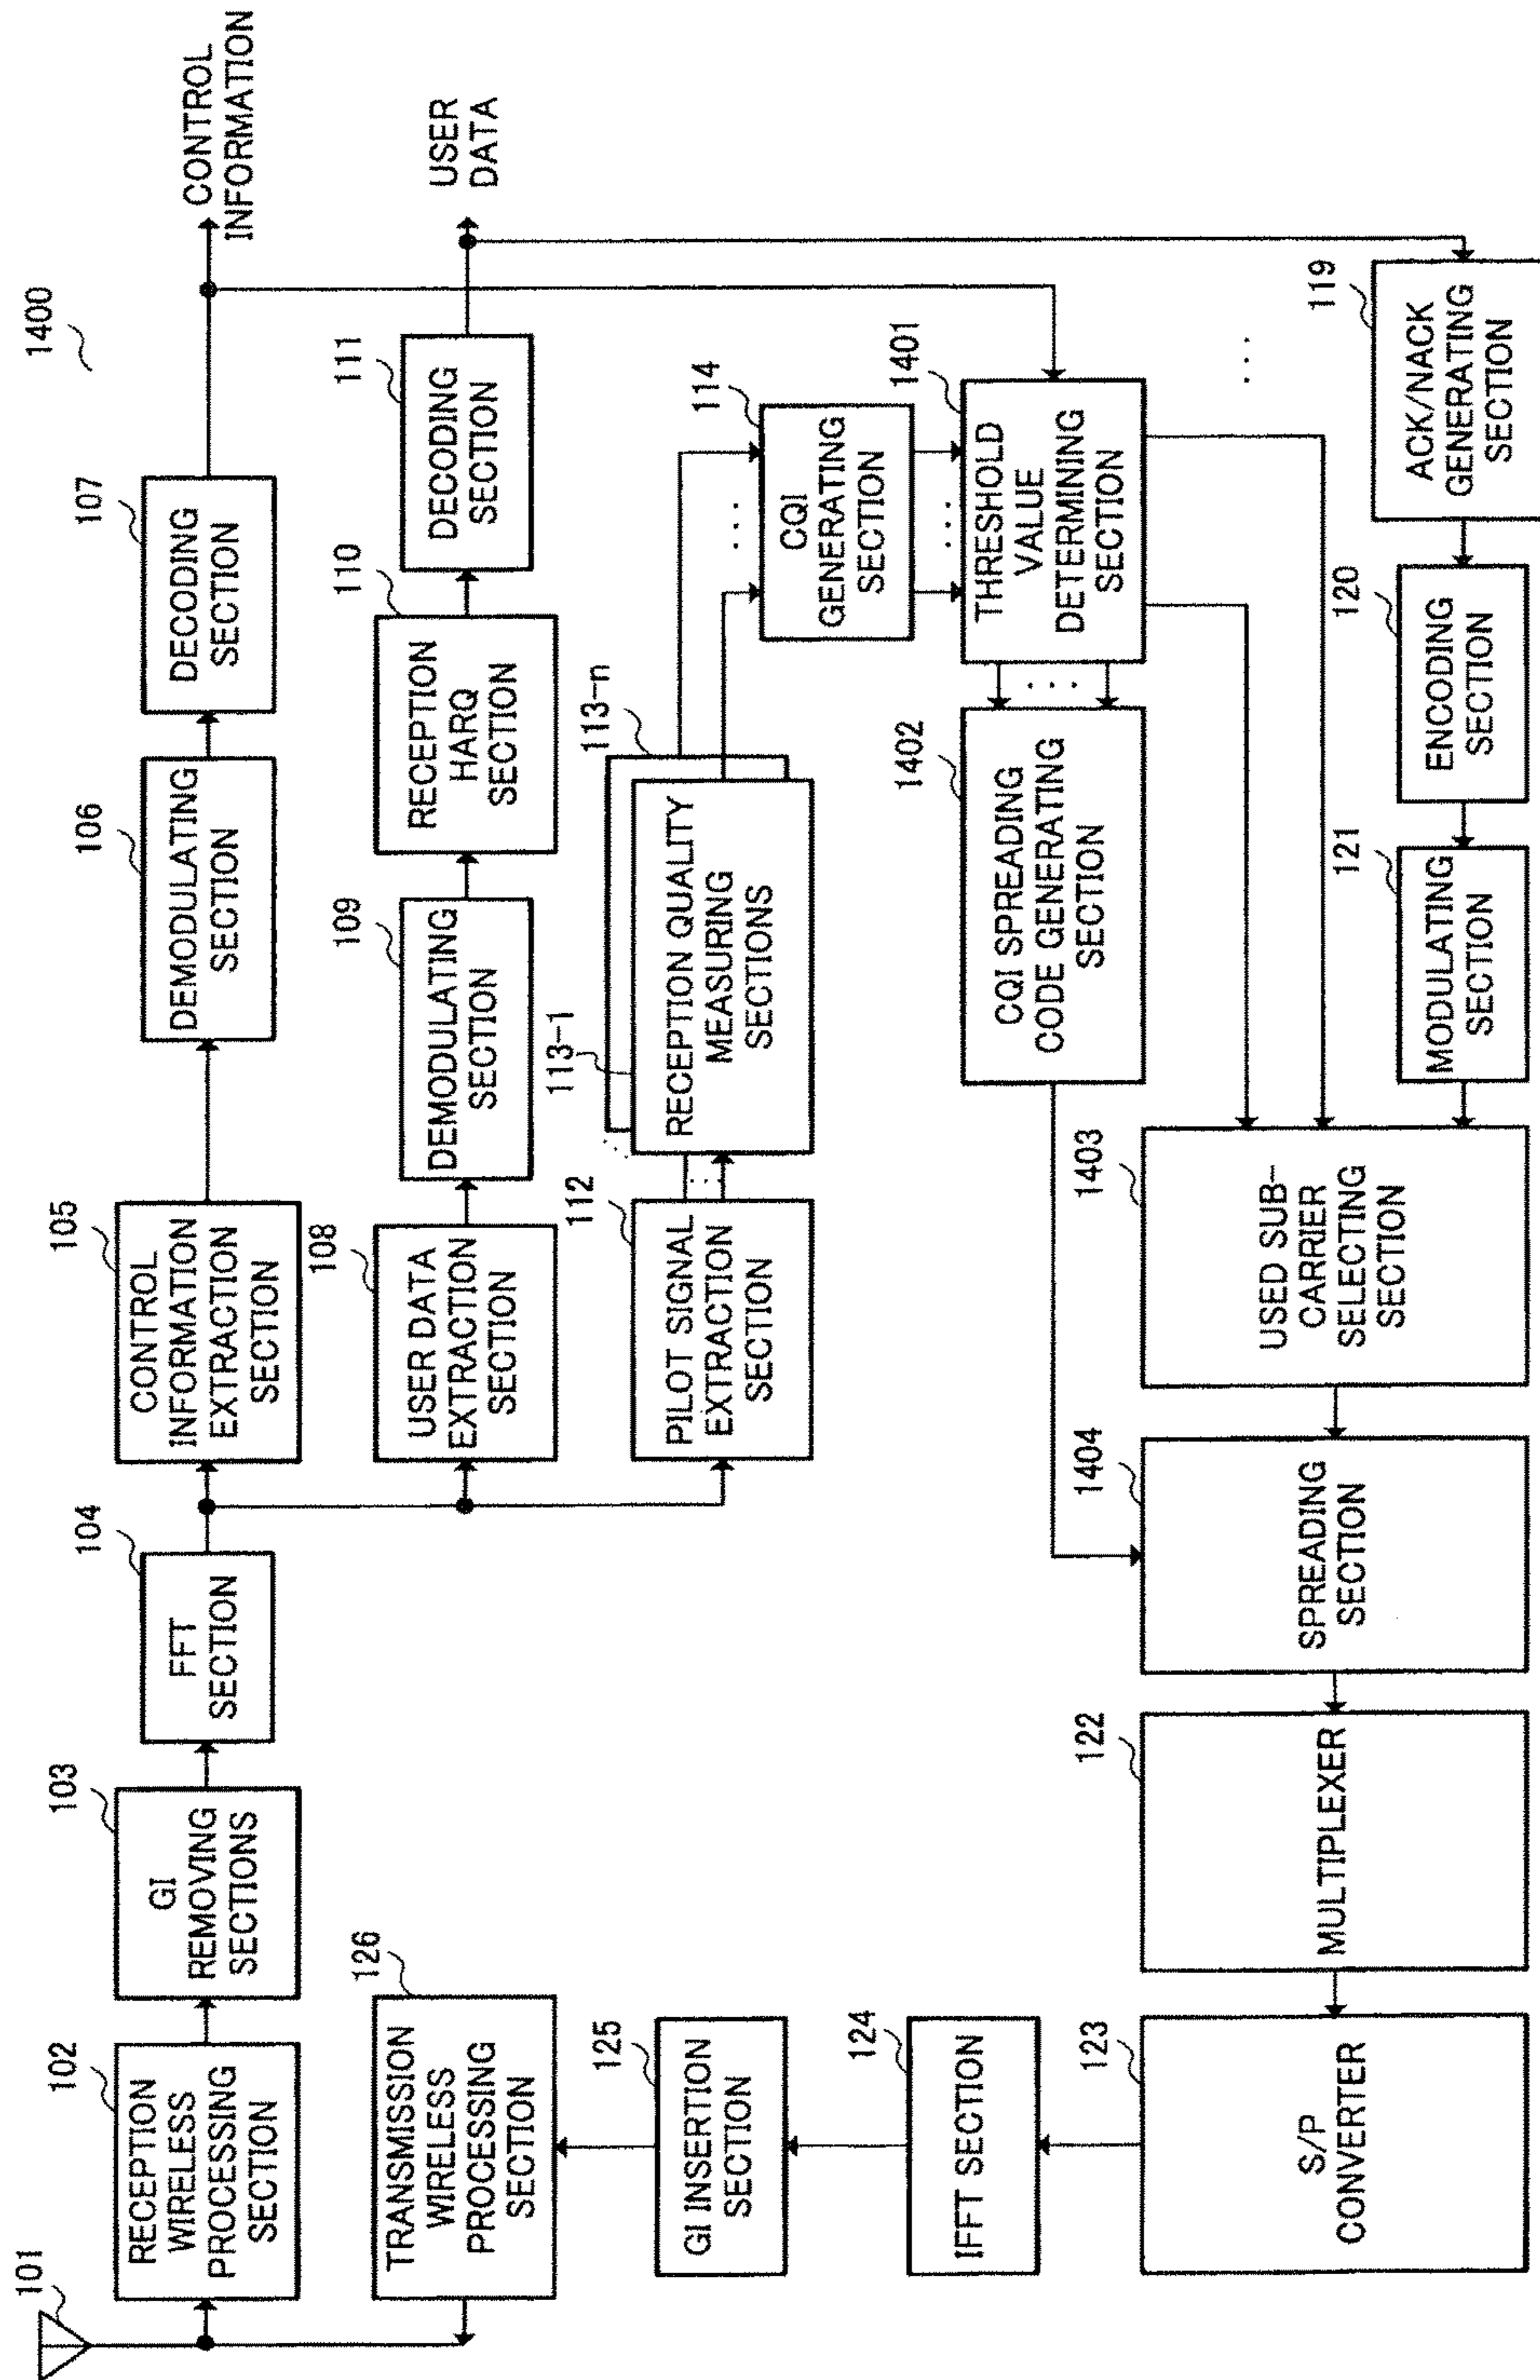 1400
101
102
RECEPTION
WIRELESS
PROCESSING
SECTION
103
GI
REMOVING
SECTIONS
104
FFT
SECTION
105
CONTROL
INFORMATION
EXTRACTION
SECTION
106
DEMODULATING
SECTION
107
DECODING
SECTION
CONTROL
INFORMATION
108
USER DATA
EXTRACTION
SECTION
109
DEMODULATING
SECTION
110
RECEPTION
HARQ
SECTION
111
DECODING
SECTION
USER
DATA
112
PILOT SIGNAL
EXTRACTION
SECTION
113-1
113-n
RECEPTION QUALITY
MEASURING
SECTIONS
114
CQI
GENERATING
SECTION
1401
THRESHOLD
VALUE
DETERMINING
SECTION
1402
CQI SPREADING
CODE GENERATING
SECTION
119
ACK/NACK
GENERATING
SECTION
120
ENCODING
SECTION
121
MODULATING
SECTION
1403
USED SUB-
CARRIER
SELECTING
SECTION
1404
SPREADING
SECTION
122
MULTIPLEXER
123
S/P
CONVERTER
124
IFFT SECTION
125
GI INSERTION
SECTION
126
TRANSMISSION
WIRELESS
PROCESSING
SECTION